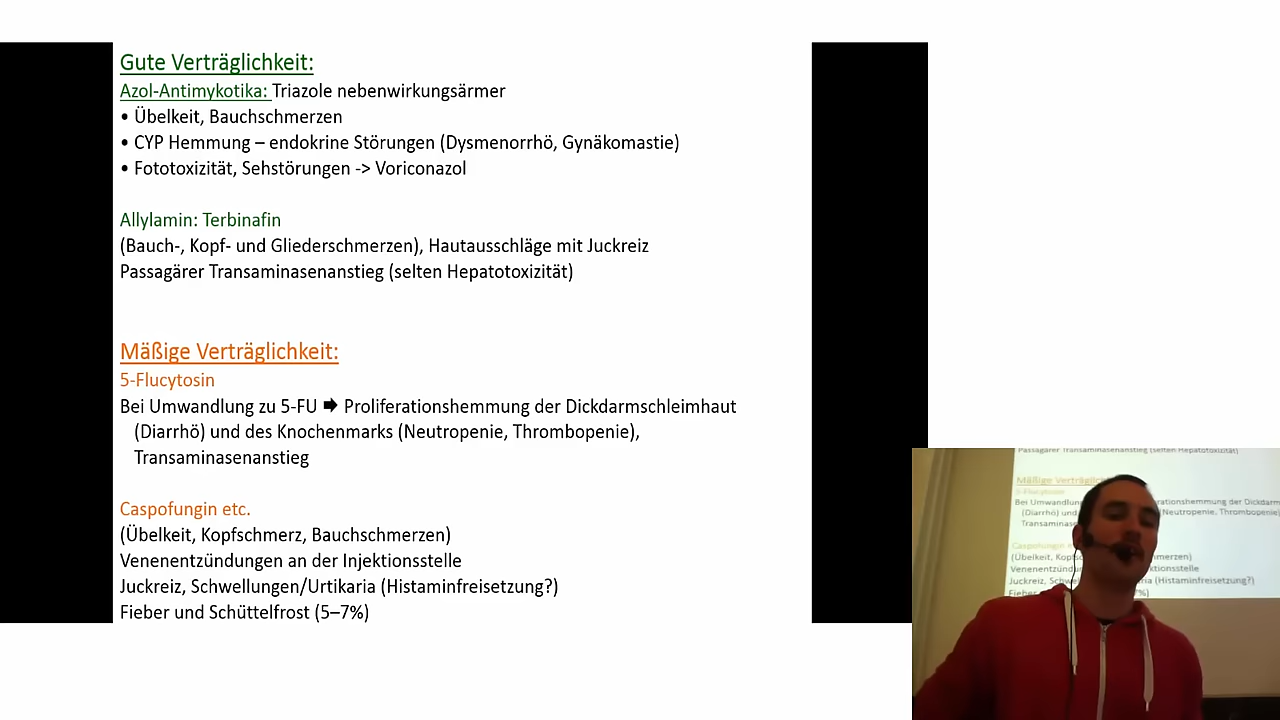 Gute Verträglichkeit:
Azol-Antimykotika: Triazole nebenwirkungsärmer
• Übelkeit, Bauchschmerzen
• CYP Hemmung – endokrine Störungen (Dysmenorrhö, Gynäkomastie)
• Fototoxizität, Sehstörungen -> Voriconazol
Allylamin: Terbinafin
(Bauch-, Kopf- und Gliederschmerzen), Hautausschläge mit Juckreiz
Passagärer Transaminasenanstieg (selten Hepatotoxizität)
Mäßige Verträglichkeit:
5-Flucytosin
Bei Umwandlung zu 5-FU ➡ Proliferationshemmung der Dickdarmschleimhaut
(Diarrhö) und des Knochenmarks (Neutropenie, Thrombopenie),
Transaminasenanstieg
Caspofungin etc.
(Übelkeit, Kopfschmerz, Bauchschmerzen)
Venenentzündungen an der Injektionsstelle
Juckreiz, Schwellungen/Urtikaria (Histaminfreisetzung?)
Fieber und Schüttelfrost (5–7%)